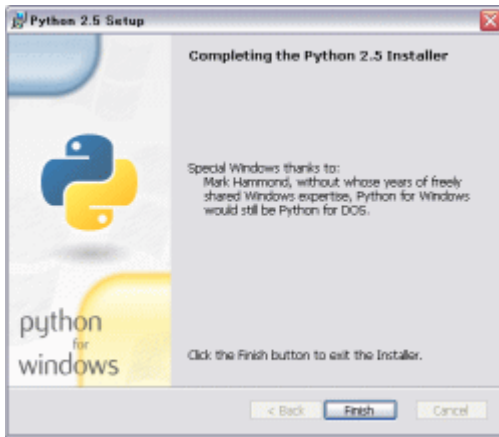 Python 2.5 Setup
Completing the Python 2.5 Installer
Special Windows thanks to:
Mark Hammond, without whose years of freely
shared Windows expertise, Python for Windows
would still be Python for DOS.
python
for
windows
Click the Finish button to exit the Installer.
< Back
Finish
Cancel